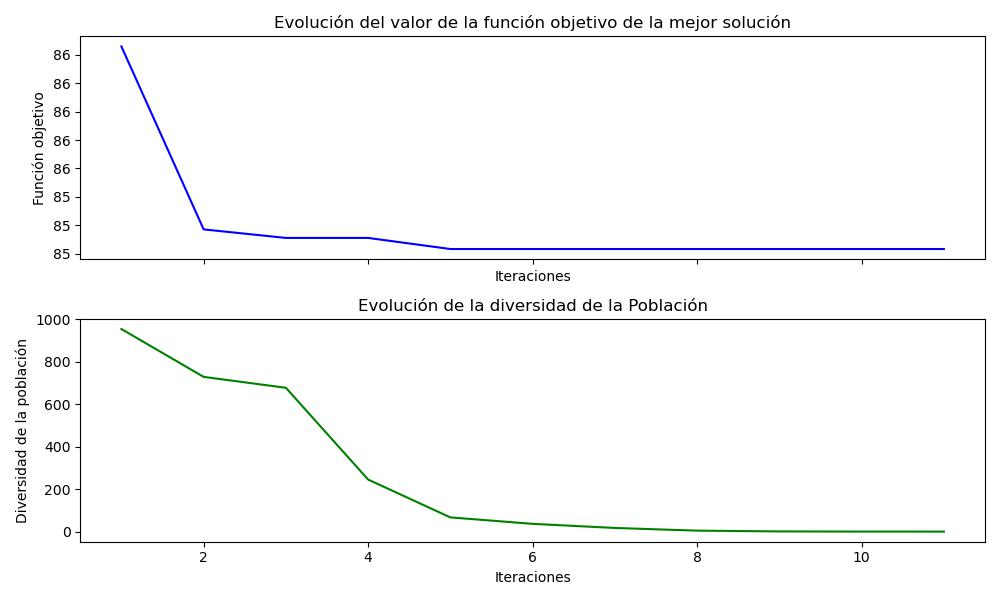 Evolución del valor de la función objetivo de la mejor solución
86
86
86
86
86
85
85
85
Función objetivo
Iteraciones
Evolución de la diversidad de la Población
1000
800
600
400
200
0
Diversidad de la población
2 4 6 8 10
Iteraciones